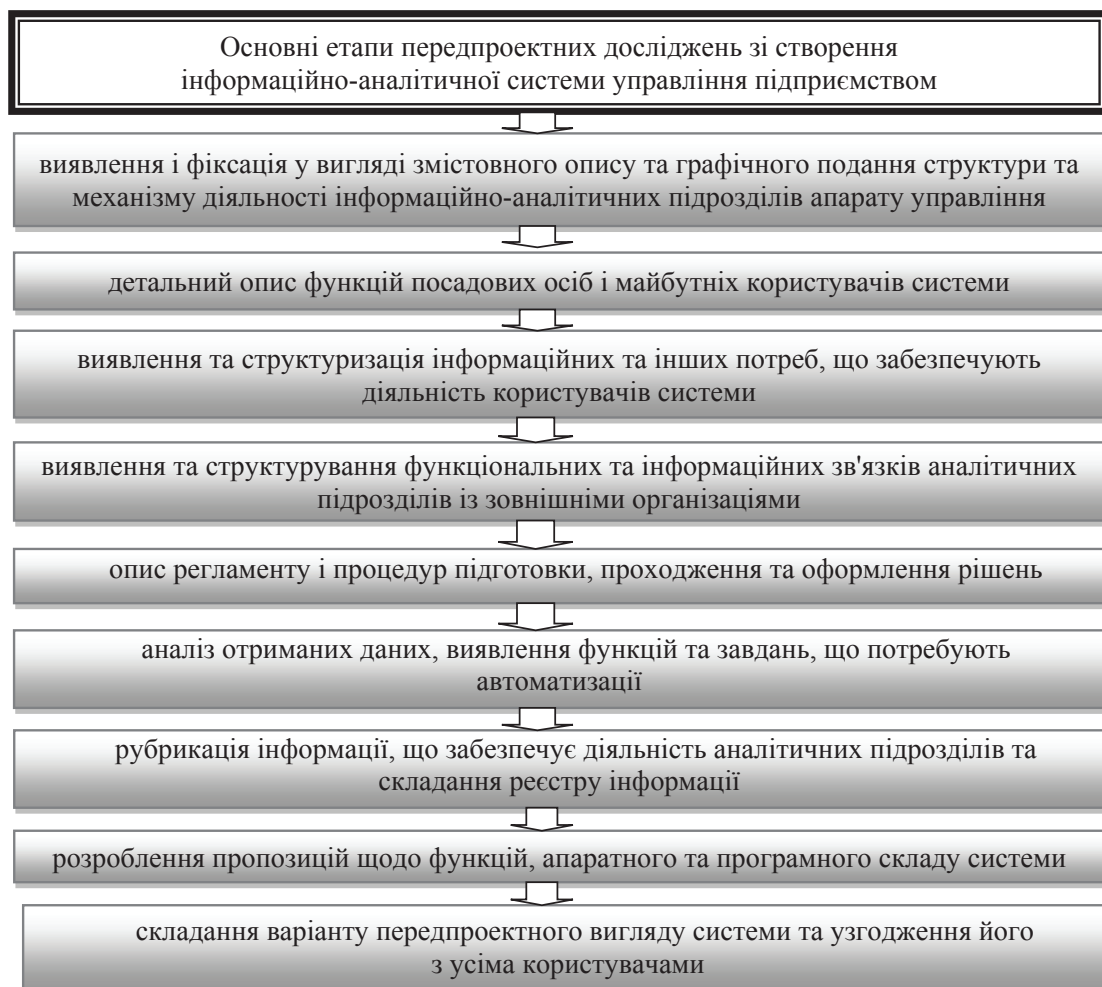 Основні етапи передпроектних досліджень зі створення
інформаційно-аналітичної системи управління підприємством
виявлення і фіксація у вигляді змістовного опису та графічного подання структури та
механізму діяльності інформаційно-аналітичних підрозділів апарату управління
детальний опис функцій посадових осіб і майбутніх користувачів системи
виявлення та структуризація інформаційних та інших потреб, що забезпечують
діяльність користувачів системи
виявлення та структурування функціональних та інформаційних зв'язків аналітичних
підрозділів із зовнішніми організаціями
опис регламенту і процедур підготовки, проходження та оформлення рішень
аналіз отриманих даних, виявлення функцій та завдань, що потребують
автоматизації
рубрикація інформації, що забезпечує діяльність аналітичних підрозділів та
складання реєстру інформації
розроблення пропозицій щодо функцій, апаратного та програмного складу системи
складання варіанту передпроектного вигляду системи та узгодження його
з усіма користувачами